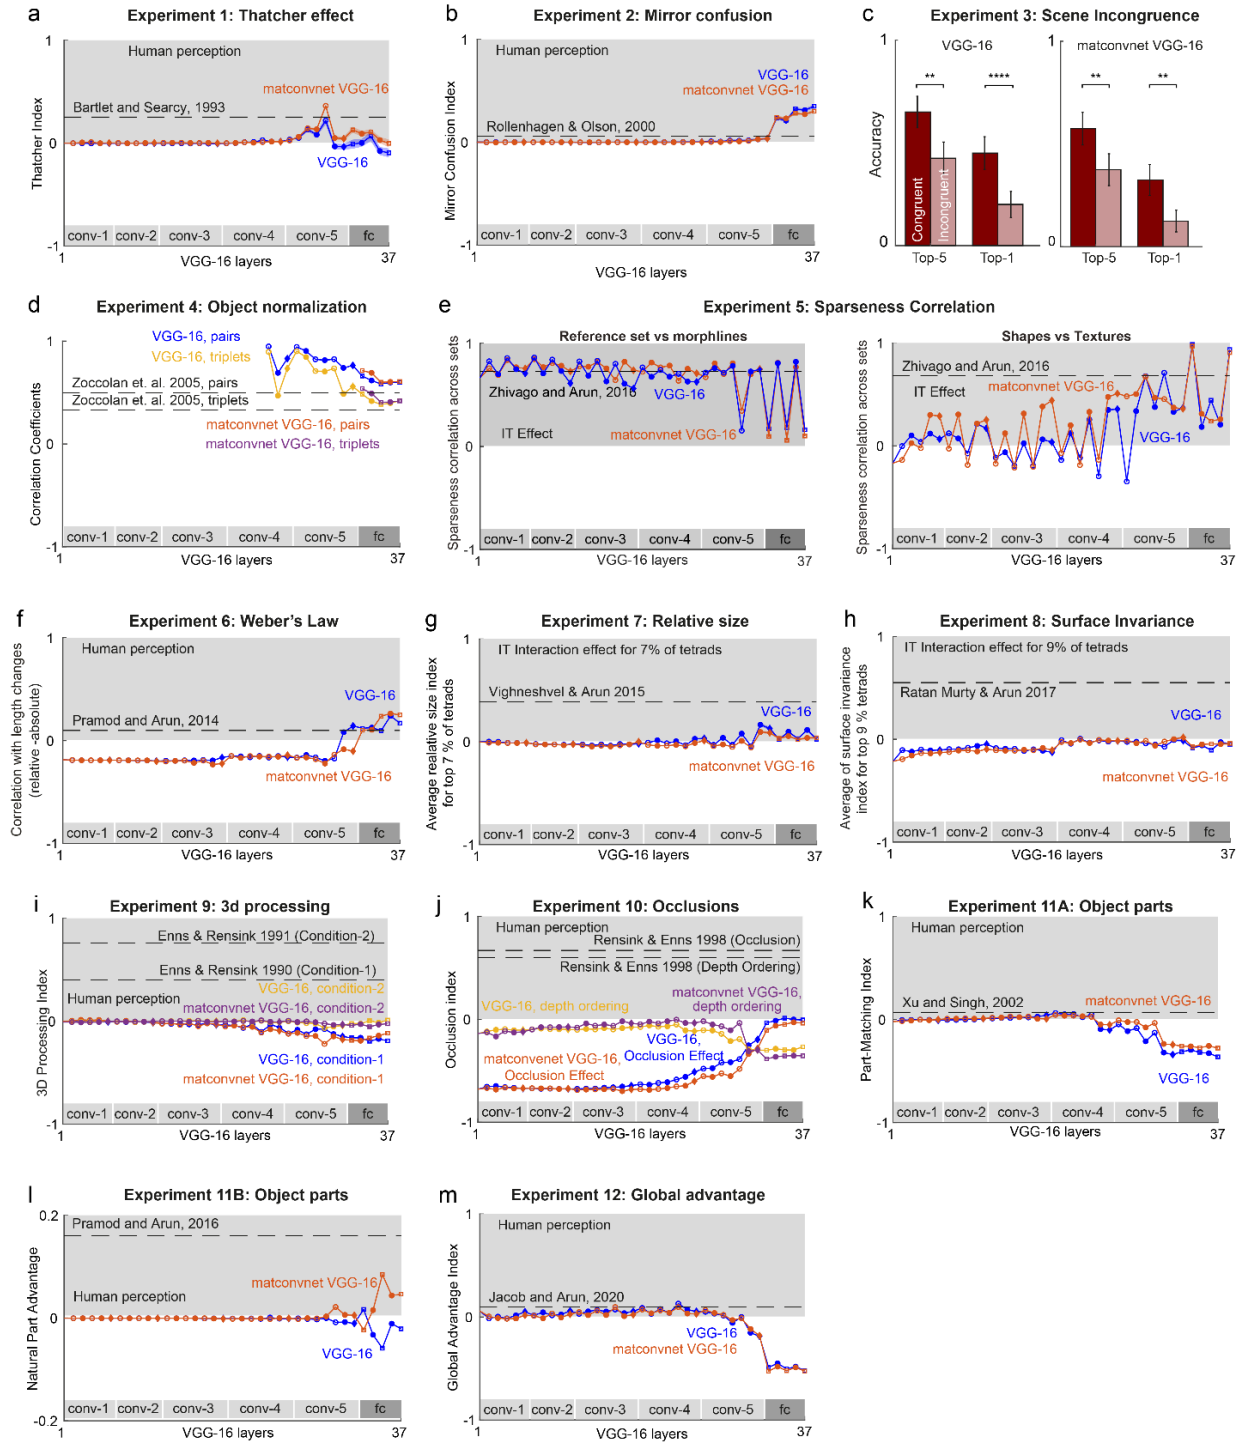 a
Experiment 1: Thatcher effect
1
Human perception
matconvnet VGG-16
Bartlet and Searcy, 1993
0
VGG-16
Thatcher Index
conv-1 conv-2 conv-3 conv-4 conv-5 fc
-1
1
VGG-16 layers
37
b
Experiment 2: Mirror confusion
1
Human perception
VGG-16
matconvnet VGG-16
Rollenhagen & Olson, 2000
0
Mirror Confusion Index
conv-1 conv-2 conv-3 conv-4 conv-5 fc
-1
1
VGG-16 layers
37
c
Experiment 3: Scene Incongruence
VGG-16
matconvnet VGG-16
1
1
** ****
** **
Accuracy
Congruent
Incongruent
0
0
Top-5 Top-1
Top-5 Top-1
d
Experiment 4: Object normalization
VGG-16, pairs
VGG-16, triplets
1
Zoccolan et. al. 2005, pairs
Zoccolan et. al. 2005, triplets
matconvnet VGG-16, pairs
matconvnet VGG-16, triplets
0
Correlation Coefficients
conv-1 conv-2 conv-3 conv-4 conv-5 fc
-1
1
VGG-16 layers
37
e
Experiment 5: Sparseness Correlation
Reference set vs morphlines
1
Zhivago and Arun, 2016
VGG-16
IT Effect
matconvnet VGG-16
0
Sparseness correlation across sets
conv-1 conv-2 conv-3 conv-4 conv-5 fc
-1
1
VGG-16 layers
37
Shapes vs Textures
1
Zhivago and Arun, 2016
matconvnet VGG-16
IT Effect
VGG-16
0
Sparseness correlation across sets
conv-1 conv-2 conv-3 conv-4 conv-5 fc
-1
1
VGG-16 layers
37
f
Experiment 6: Weber's Law
1
Human perception
VGG-16
Pramod and Arun, 2014
0
matconvnet VGG-16
Correlation with length changes
(relative -absolute)
conv-1 conv-2 conv-3 conv-4 conv-5 fc
-1
1
VGG-16 layers
37
g
Experiment 7: Relative size
1
IT Interaction effect for 7% of tetrads
Vighneshvel & Arun 2015
VGG-16
0
matconvnet VGG-16
Average relative size index
for top 7 % of tetrads
conv-1 conv-2 conv-3 conv-4 conv-5 fc
-1
1
VGG-16 layers
37
h
Experiment 8: Surface Invariance
1
IT Interaction effect for 9% of tetrads
Ratan Murty & Arun 2017
VGG-16
0
matconvnet VGG-16
Average of surface invariance
index for top 9 % tetrads
conv-1 conv-2 conv-3 conv-4 conv-5 fc
-1
1
VGG-16 layers
37
i
Experiment 9: 3d processing
1
Enns & Rensink 1991 (Condition-2)
Enns & Rensink 1990 (Condition-1)
VGG-16, condition-2
Human perception
matconvnet VGG-16, condition-2
0
VGG-16, condition-1
matconvnet VGG-16, condition-1
3D Processing Index
conv-1 conv-2 conv-3 conv-4 conv-5 fc
-1
1
VGG-16 layers
37
j
Experiment 10: Occlusions
1
Human perception
Rensink & Enns 1998 (Occlusion)
Rensink & Enns 1998 (Depth Ordering)
VGG-16, depth ordering
matconvnet VGG-16,
depth ordering
0
VGG-16,
Occlusion Effect
matconvenet VGG-16,
Occlusion Effect
Occlusion index
conv-1 conv-2 conv-3 conv-4 conv-5 fc
-1
1
VGG-16 layers
37
k
Experiment 11A: Object parts
1
Human perception
Xu and Singh, 2002
matconvnet VGG-16
0
VGG-16
Part-Matching Index
conv-1 conv-2 conv-3 conv-4 conv-5 fc
-1
1
VGG-16 layers
37
l
Experiment 11B: Object parts
0.2
Pramod and Arun, 2016
matconvnet VGG-16
Human perception
0
VGG-16
Natural Part Advantage
conv-1 conv-2 conv-3 conv-4 conv-5 fc
-0.2
1
VGG-16 layers
37
m
Experiment 12: Global advantage
1
Human perception
Jacob and Arun, 2020
0
VGG-16
matconvnet VGG-16
Global Advantage Index
conv-1 conv-2 conv-3 conv-4 conv-5 fc
-1
1
VGG-16 layers
37